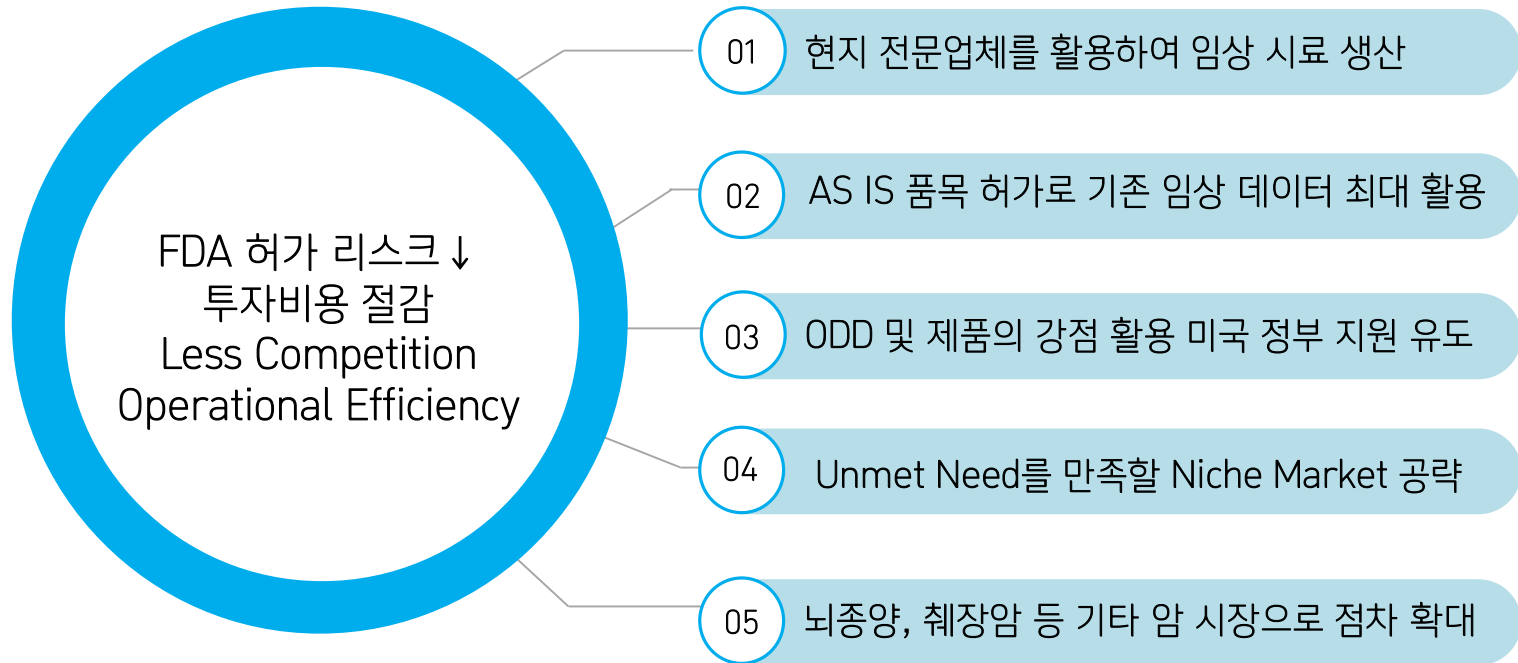 FDA 허가 리스크↓
투자비용 절감
Less Competition
Operational Efficiency
01 현지 전문업체를 활용하여 임상 시료 생산
02 AS IS 품목 허가로 기존 임상 데이터 최대 활용
03 ODD 및 제품의 강점 활용 미국 정부 지원 유도
04 Unmet Need를 만족할 Niche Market 공략
05 뇌종양, 췌장암 등 기타 암 시장으로 점차 확대